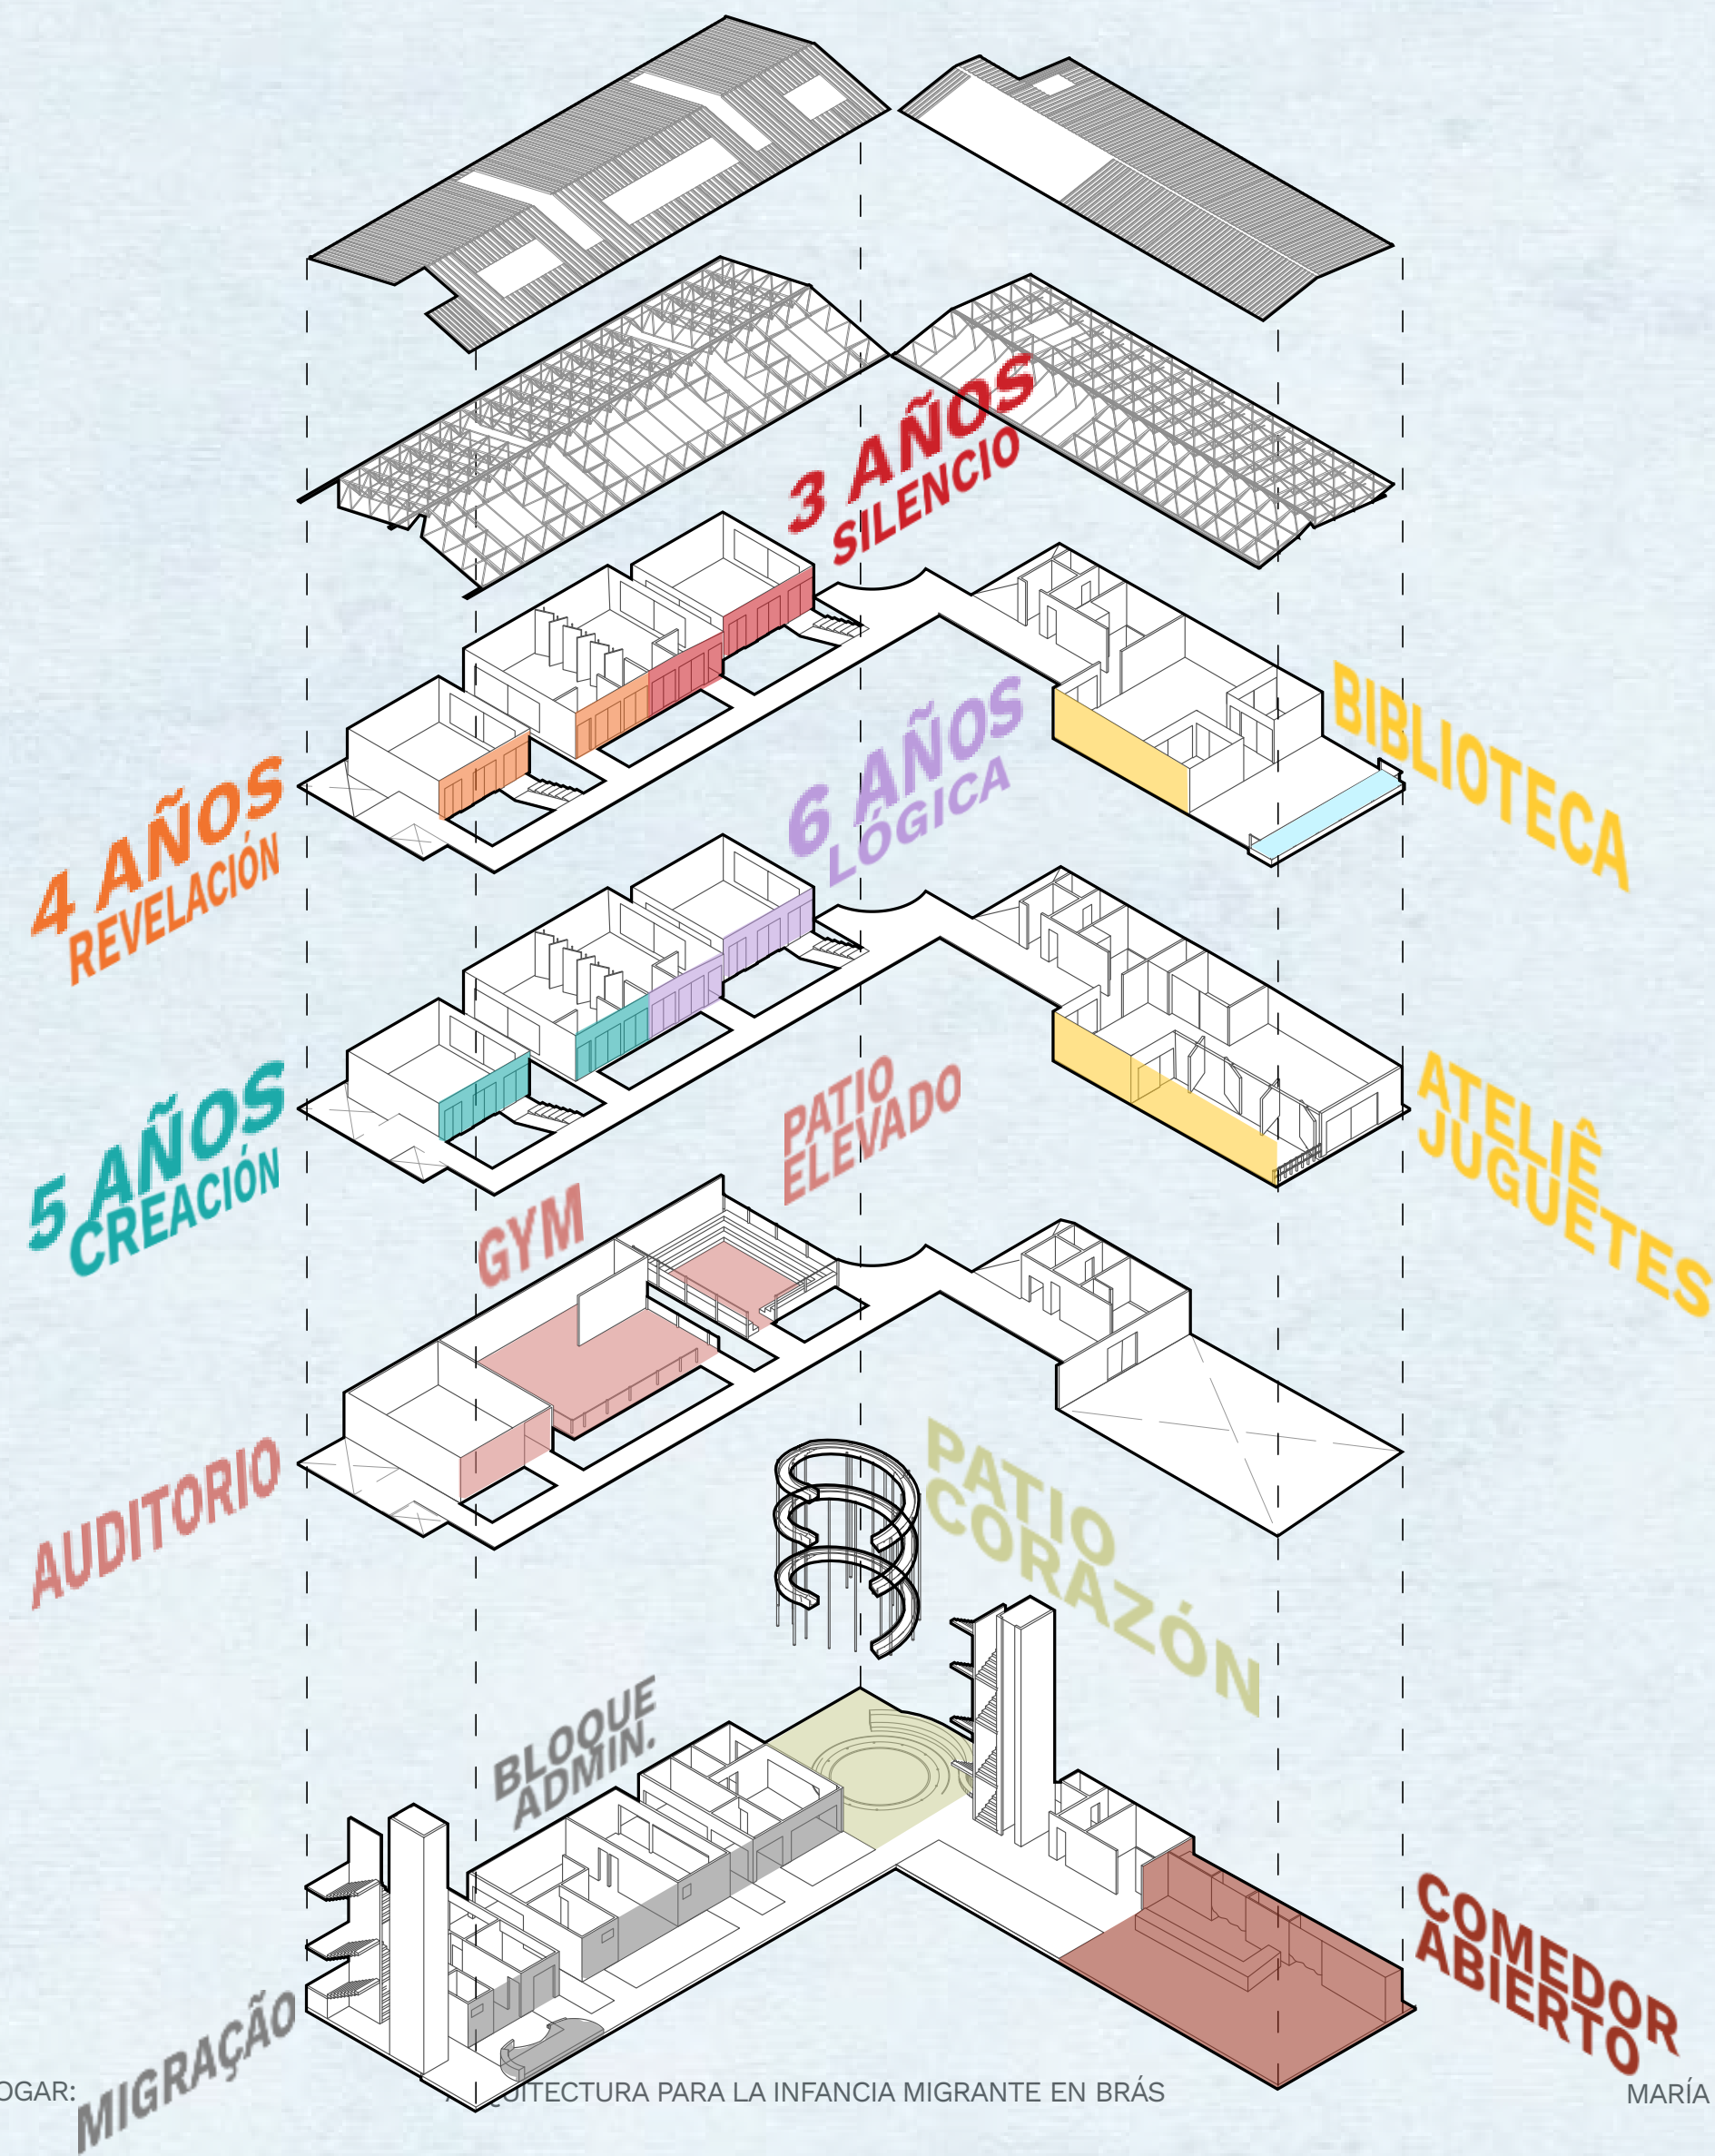 3 AÑOS
SILENCIO
BIBLIOTECA
6 AÑOS
LÓGICA
4 AÑOS
REVELACIÓN
ATELIÊ
JUGUETES
PATIO
ELEVADO
5 AÑOS
CREACIÓN
GYM
AUDITORIO
PATIO
CORAZÓN
BLOQUE
ADMIN.
COMEDOR
ABIERTO
MIGRAÇÃO
OGAR:
UITECTURA PARA LA INFANCIA MIGRANTE EN BRÁS
MARÍA